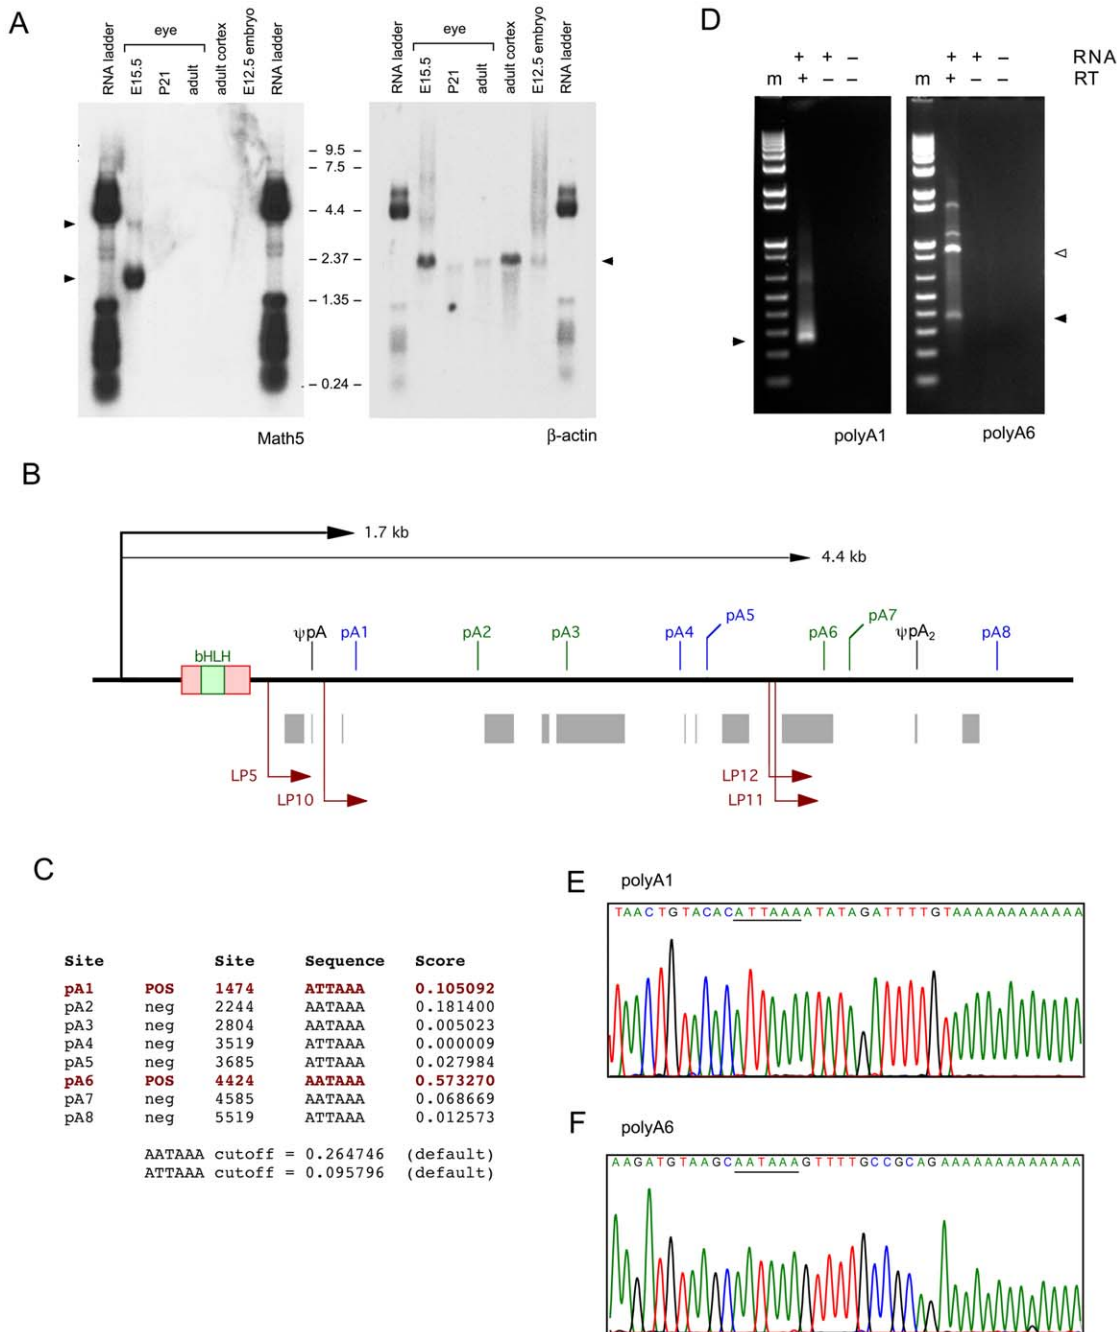 A
RNA ladder
E15.5
P21
adult
adult cortex
E12.5 embryo
RNA ladder
eye
9.5
7.5
4.4
2.37
1.35
0.24
Math5
RNA ladder
E15.5
P21
adult
adult cortex
E12.5 embryo
RNA ladder
eye
β-actin
D
+ + − + + − RNA
m + − − m + − − RT
polyA1
polyA6
B
1.7 kb
4.4 kb
bHLH
ψpA
pA1
pA2
pA3
pA4
pA5
pA6
pA7
ψpA2
pA8
LP5
LP10
LP12
LP11
C
Site Site Sequence Score
pA1 POS 1474 ATTAAA 0.105092
pA2 neg 2244 AATAAA 0.181400
pA3 neg 2804 AATAAA 0.005023
pA4 neg 3519 ATTAAA 0.000009
pA5 neg 3685 ATTAAA 0.027984
pA6 POS 4424 AATAAA 0.573270
pA7 neg 4585 AATAAA 0.068669
pA8 neg 5519 ATTAAA 0.012573
AATAAA cutoff = 0.264746 (default)
ATTAAA cutoff = 0.095796 (default)
E polyA1
TAACTGTACACATTAAAATATAGATTTTGTAAAAAAAAAAAA
F polyA6
AAGATGTAAGCAATAAAGTTTTGCCGCAGAAAAAAAAAAAAA